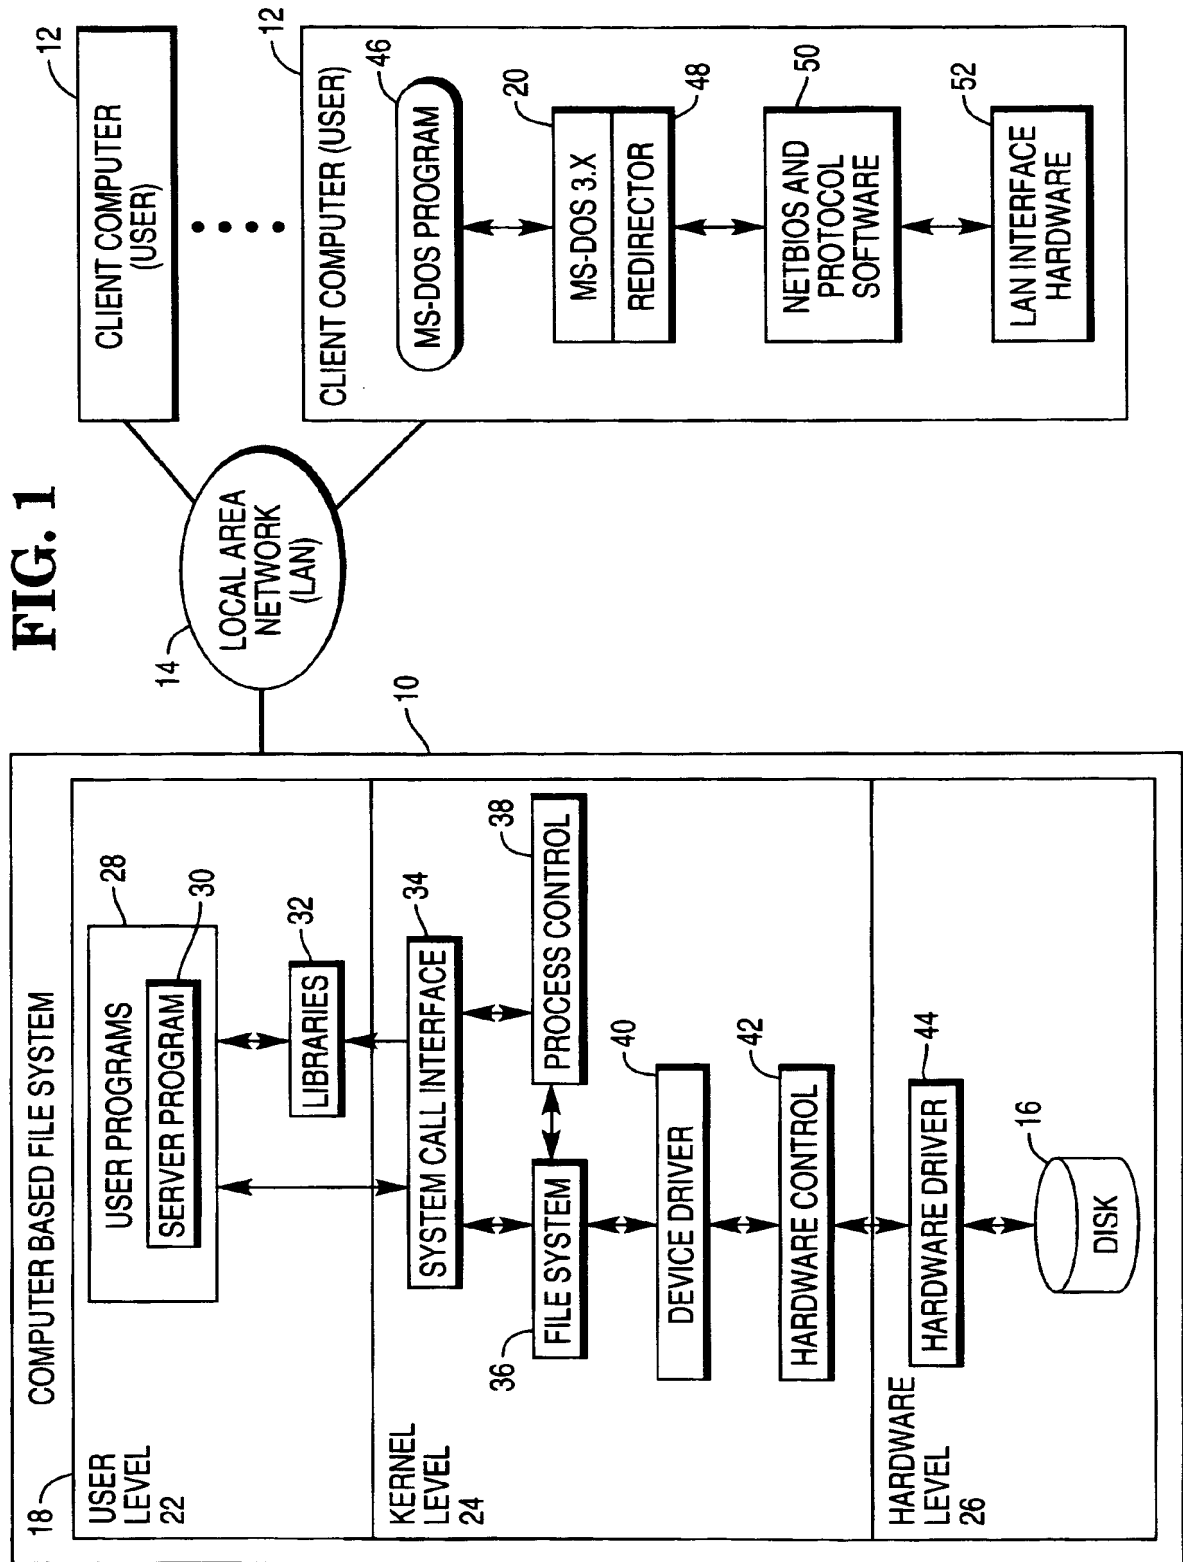 FIG. 1
18
COMPUTER BASED FILE SYSTEM
10
USER
LEVEL
22
USER PROGRAMS
28
SERVER PROGRAM
30
LIBRARIES
32
KERNEL
LEVEL
24
SYSTEM CALL INTERFACE
34
36
FILE SYSTEM
PROCESS CONTROL
38
DEVICE DRIVER
40
HARDWARE CONTROL
42
HARDWARE
LEVEL
26
HARDWARE DRIVER
44
DISK
16
14
LOCAL AREA
NETWORK
(LAN)
CLIENT COMPUTER
(USER)
12
CLIENT COMPUTER (USER)
12
MS-DOS PROGRAM
46
MS-DOS 3.X
20
REDIRECTOR
48
NETBIOS AND
PROTOCOL
SOFTWARE
50
LAN INTERFACE
HARDWARE
52